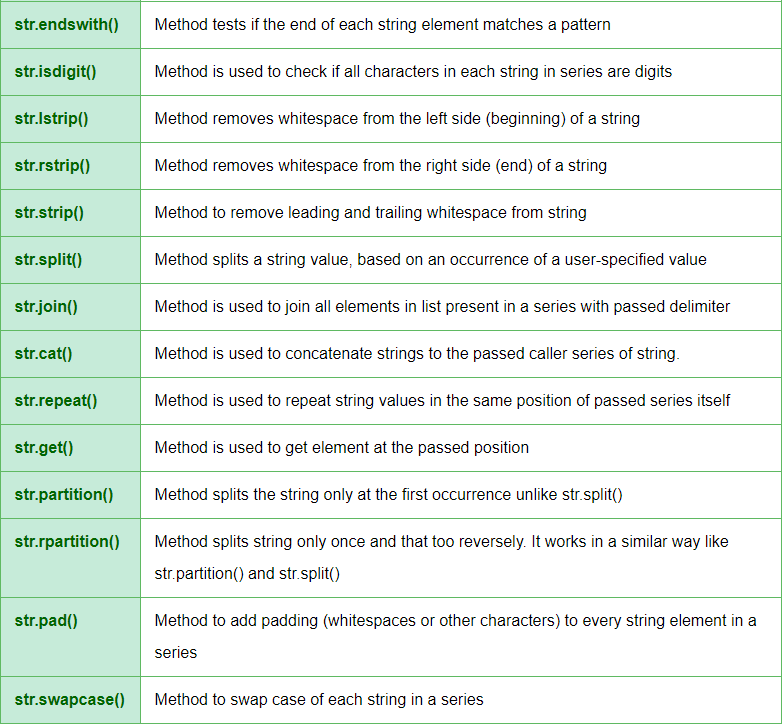 str.endswith() Method tests if the end of each string element matches a pattern
str.isdigit() Method is used to check if all characters in each string in series are digits
str.lstrip() Method removes whitespace from the left side (beginning) of a string
str.rstrip() Method removes whitespace from the right side (end) of a string
str.strip() Method to remove leading and trailing whitespace from string
str.split() Method splits a string value, based on an occurrence of a user-specified value
str.join() Method is used to join all elements in list present in a series with passed delimiter
str.cat() Method is used to concatenate strings to the passed caller series of string.
str.repeat() Method is used to repeat string values in the same position of passed series itself
str.get() Method is used to get element at the passed position
str.partition() Method splits the string only at the first occurrence unlike str.split()
str.rpartition() Method splits string only once and that too reversely. It works in a similar way like
str.partition() and str.split()
str.pad() Method to add padding (whitespaces or other characters) to every string element in a
series
str.swapcase() Method to swap case of each string in a series